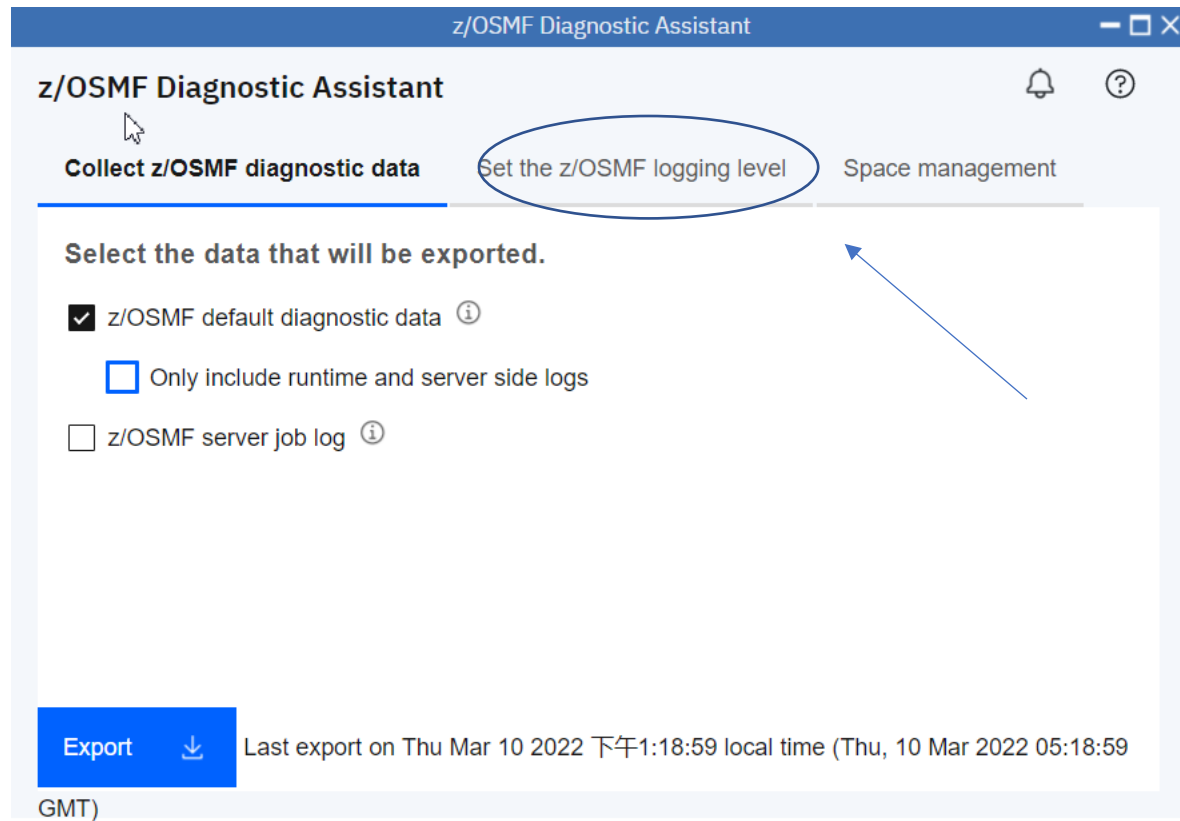 z/OSMF Diagnostic Assistant
z/OSMF Diagnostic Assistant
Collect z/OSMF diagnostic data Set the z/OSMF logging level Space management
Select the data that will be exported.
z/OSMF default diagnostic data
Only include runtime and server side logs
z/OSMF server job log
Export Last export on Thu Mar 10 2022 下午1:18:59 local time (Thu, 10 Mar 2022 05:18:59
GMT)